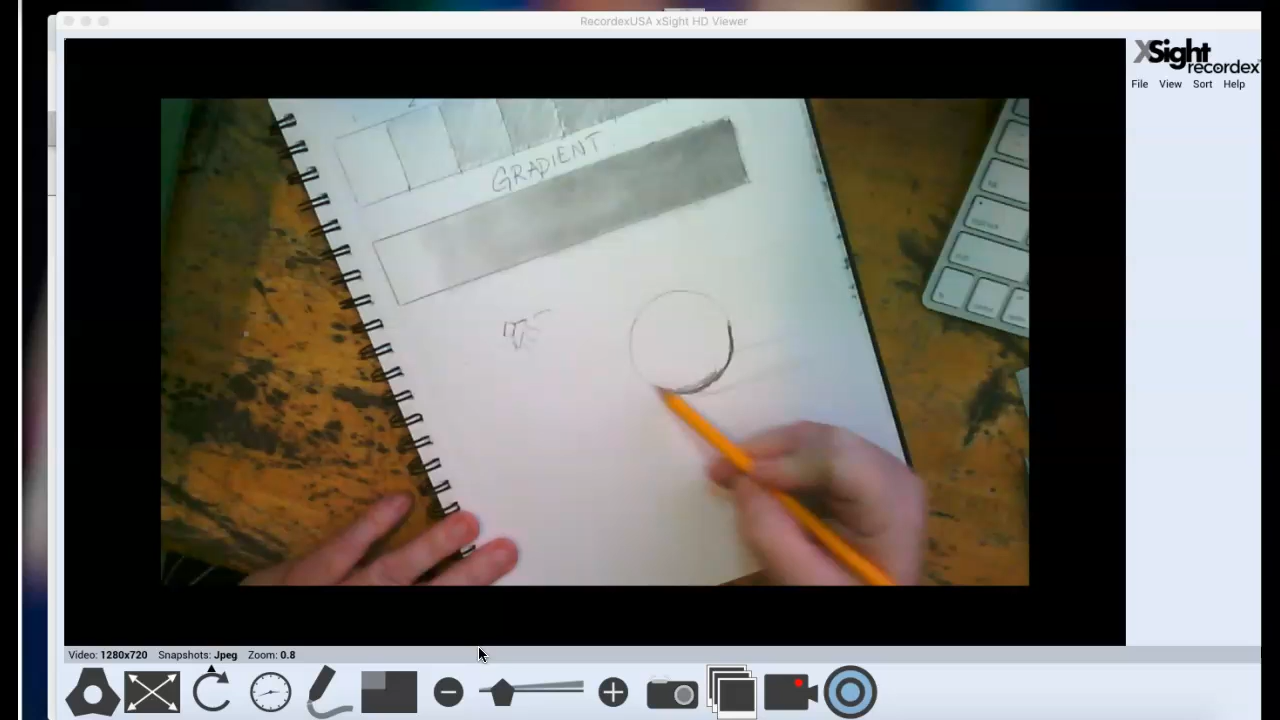 RecordexUSA xSight HD Viewer
XSight
recordex
File View Sort Help
GRADIENT
Video: 1280x720 Snapshots: Jpeg Zoom: 0.8